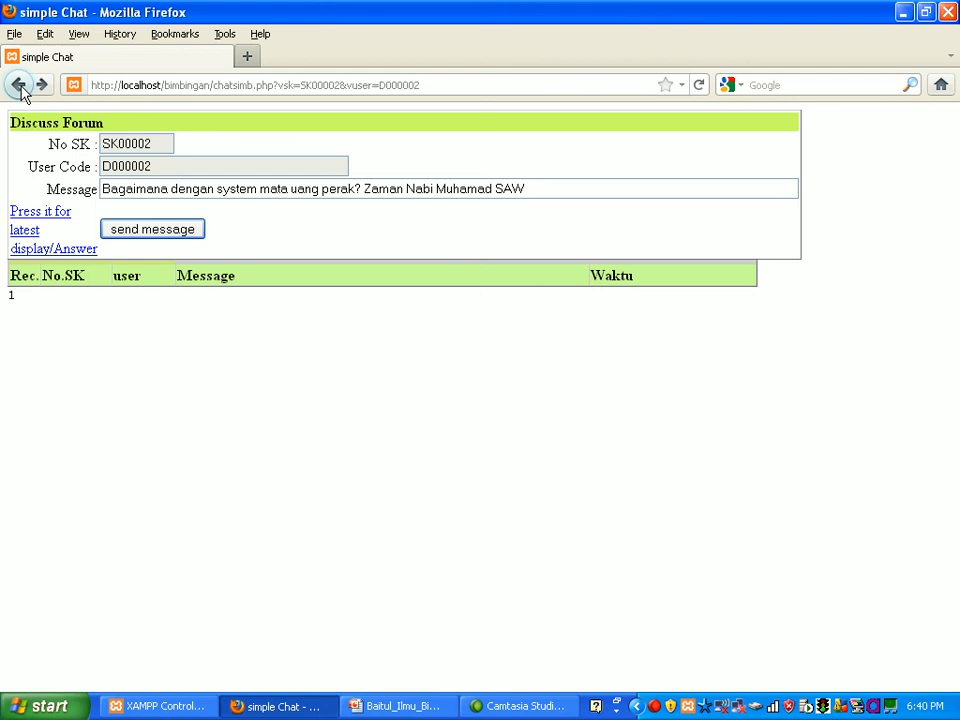 simple Chat - Mozilla Firefox
File Edit View History Bookmarks Tools Help
simple Chat
http://localhost/bimbingan/chatsimb.php?vsk=SK00002&vuser=D000002
Google
Discuss Forum
No SK : SK00002
User Code : D000002
Message Bagaimana dengan system mata uang perak? Zaman Nabi Muhamad SAW
Press it for
latest
display/Answer
send message
Rec. No.SK user Message Waktu
1
start XAMPP Control... simple Chat - ... Baitul_Ilmu_Bi... Camtasia Studi... 6:40 PM